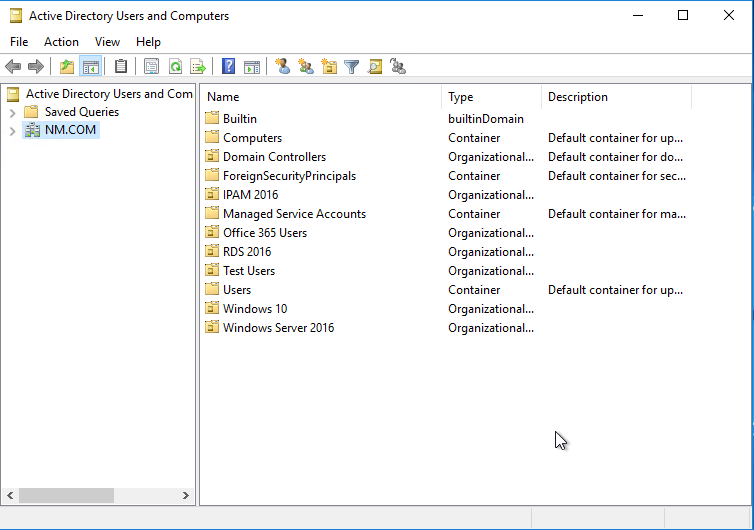 Active Directory Users and Computers
File Action View Help
Active Directory Users and Com
Saved Queries
NM.COM
Name Type Description
Builtin builtinDomain
Computers Container Default container for up...
Domain Controllers Organizational... Default container for do...
ForeignSecurityPrincipals Container Default container for sec...
IPAM 2016 Organizational...
Managed Service Accounts Container Default container for ma...
Office 365 Users Organizational...
RDS 2016 Organizational...
Test Users Organizational...
Users Container Default container for up...
Windows 10 Organizational...
Windows Server 2016 Organizational...